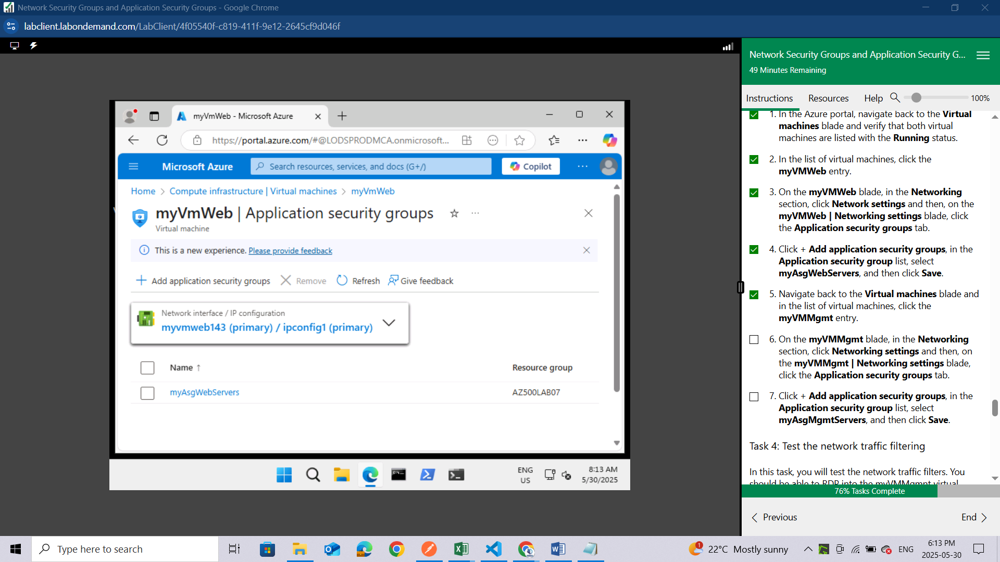 Network Security Groups and Application Security Groups - Google Chrome
labclient.labondemand.com/LabClient/4f05540f-c819-411f-9e12-2645cf9d046f
myVmWeb - Microsoft Azure
https://portal.azure.com/#@LODSPRODMCA.onmicrosoft...
Microsoft Azure
Search resources, services, and docs (G+/)
Copilot
Home > Compute infrastructure | Virtual machines > myVmWeb
myVmWeb | Application security groups
Virtual machine
This is a new experience. Please provide feedback
Add application security groups
Remove
Refresh
Give feedback
Network interface / IP configuration
myvmweb143 (primary) / ipconfig1 (primary)
Name ↑
Resource group
myAsgWebServers
AZ500LAB07
ENG
US
8:13 AM
5/30/2025
Network Security Groups and Application Security G...
49 Minutes Remaining
Instructions
Resources
Help
100%
1. In the Azure portal, navigate back to the Virtual
machines blade and verify that both virtual
machines are listed with the Running status.
2. In the list of virtual machines, click the
myVMWeb entry.
3. On the myVMWeb blade, in the Networking
section, click Network settings and then, on the
myVMWeb | Networking settings blade, click
the Application security groups tab.
4. Click + Add application security groups, in the
Application security group list, select
myAsgWebServers, and then click Save.
5. Navigate back to the Virtual machines blade and
in the list of virtual machines, click the
myVMMgmt entry.
6. On the myVMMgmt blade, in the Networking
section, click Networking settings and then, on
the myVMMgmt | Networking settings blade,
click the Application security groups tab.
7. Click + Add application security groups, in the
Application security group list, select
myAsgMgmtServers, and then click Save.
Task 4: Test the network traffic filtering
In this task, you will test the network traffic filters. You
should be able to RDP into the myVMMgmnt virtual
76% Tasks Complete
Previous
End
Type here to search
1
22°C Mostly sunny
ENG
6:13 PM
2025-05-30